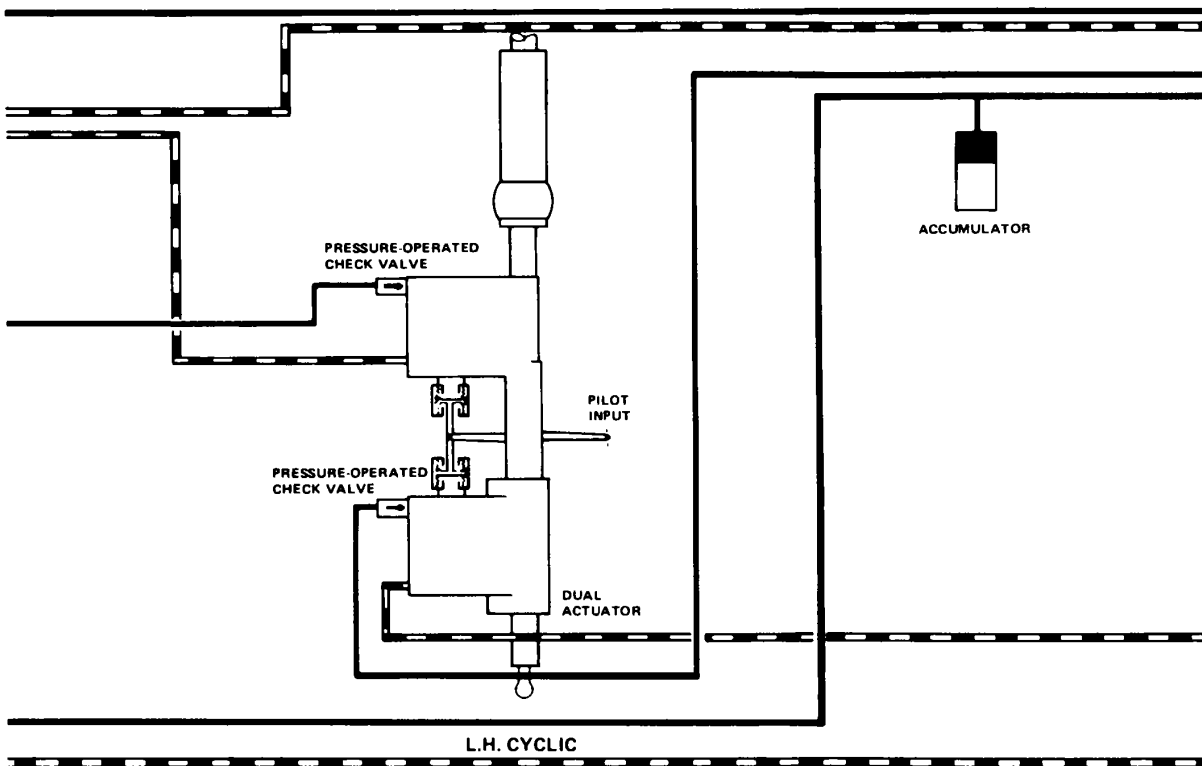 ACCUMULATOR
PRESSURE-OPERATED
CHECK VALVE
PILOT
INPUT
PRESSURE-OPERATED
CHECK VALVE
DUAL
ACTUATOR
L.H. CYCLIC